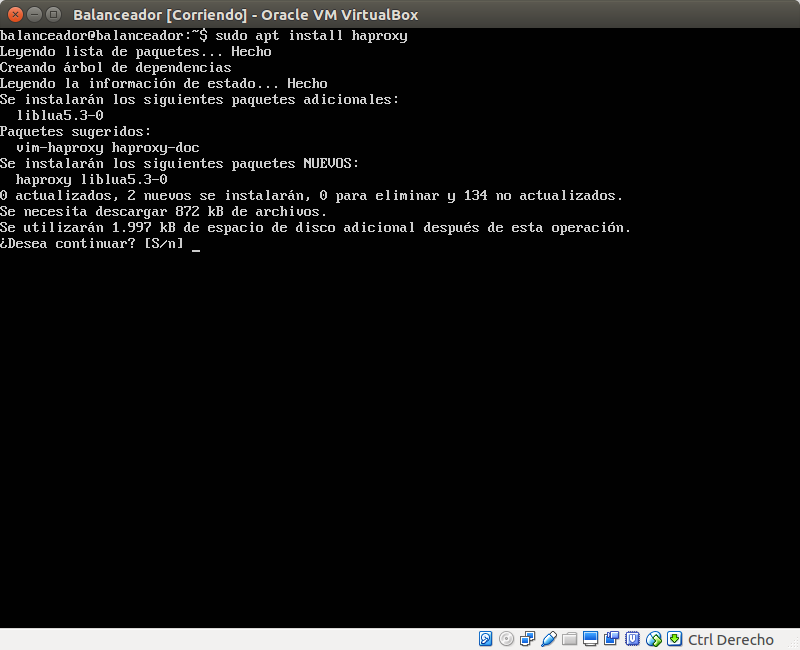 Balanceador [Corriendo] - Oracle VM VirtualBox
balanceador@balanceador:~$ sudo apt install haproxy
Leyendo lista de paquetes... Hecho
Creando árbol de dependencias
Leyendo la información de estado... Hecho
Se instalarán los siguientes paquetes adicionales:
  liblua5.3-0
Paquetes sugeridos:
  vim-haproxy haproxy-doc
Se instalarán los siguientes paquetes NUEVOS:
  haproxy liblua5.3-0
0 actualizados, 2 nuevos se instalarán, 0 para eliminar y 134 no actualizados.
Se necesita descargar 872 kB de archivos.
Se utilizarán 1.997 kB de espacio de disco adicional después de esta operación.
¿Desea continuar? [S/n] _
Ctrl Derecho